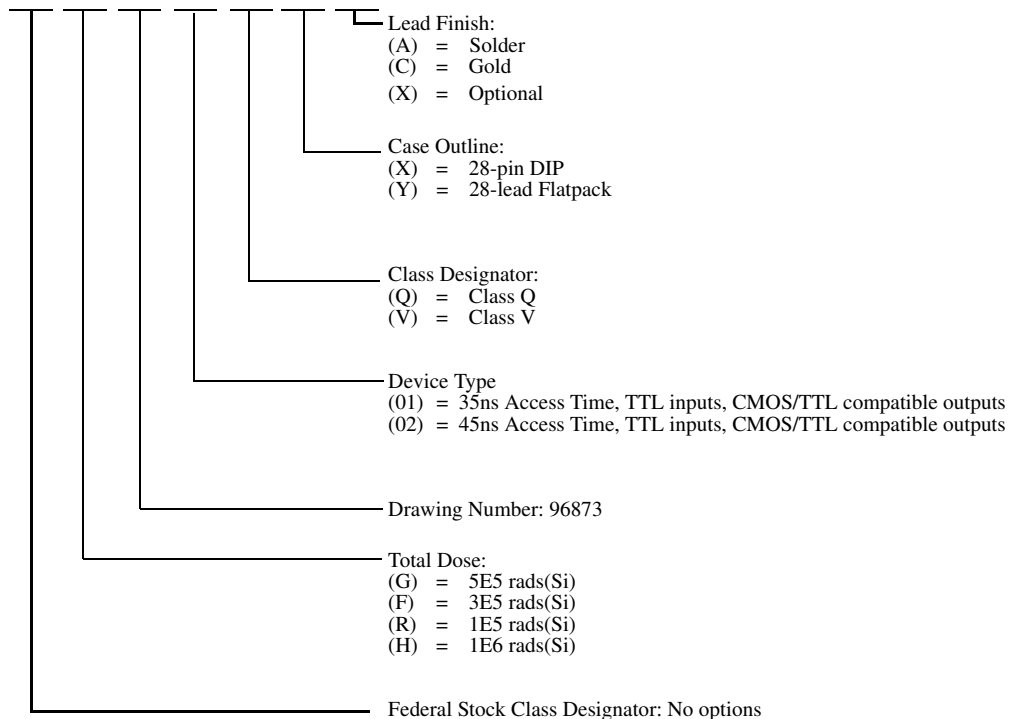 Lead Finish:
(A) = Solder
(C) = Gold
(X) = Optional
Case Outline:
(X) = 28-pin DIP
(Y) = 28-lead Flatpack
Class Designator:
(Q) = Class Q
(V) = Class V
Device Type
(01) = 35ns Access Time, TTL inputs, CMOS/TTL compatible outputs
(02) = 45ns Access Time, TTL inputs, CMOS/TTL compatible outputs
Drawing Number: 96873
Total Dose:
(G) = 5E5 rads(Si)
(F) = 3E5 rads(Si)
(R) = 1E5 rads(Si)
(H) = 1E6 rads(Si)
Federal Stock Class Designator: No options